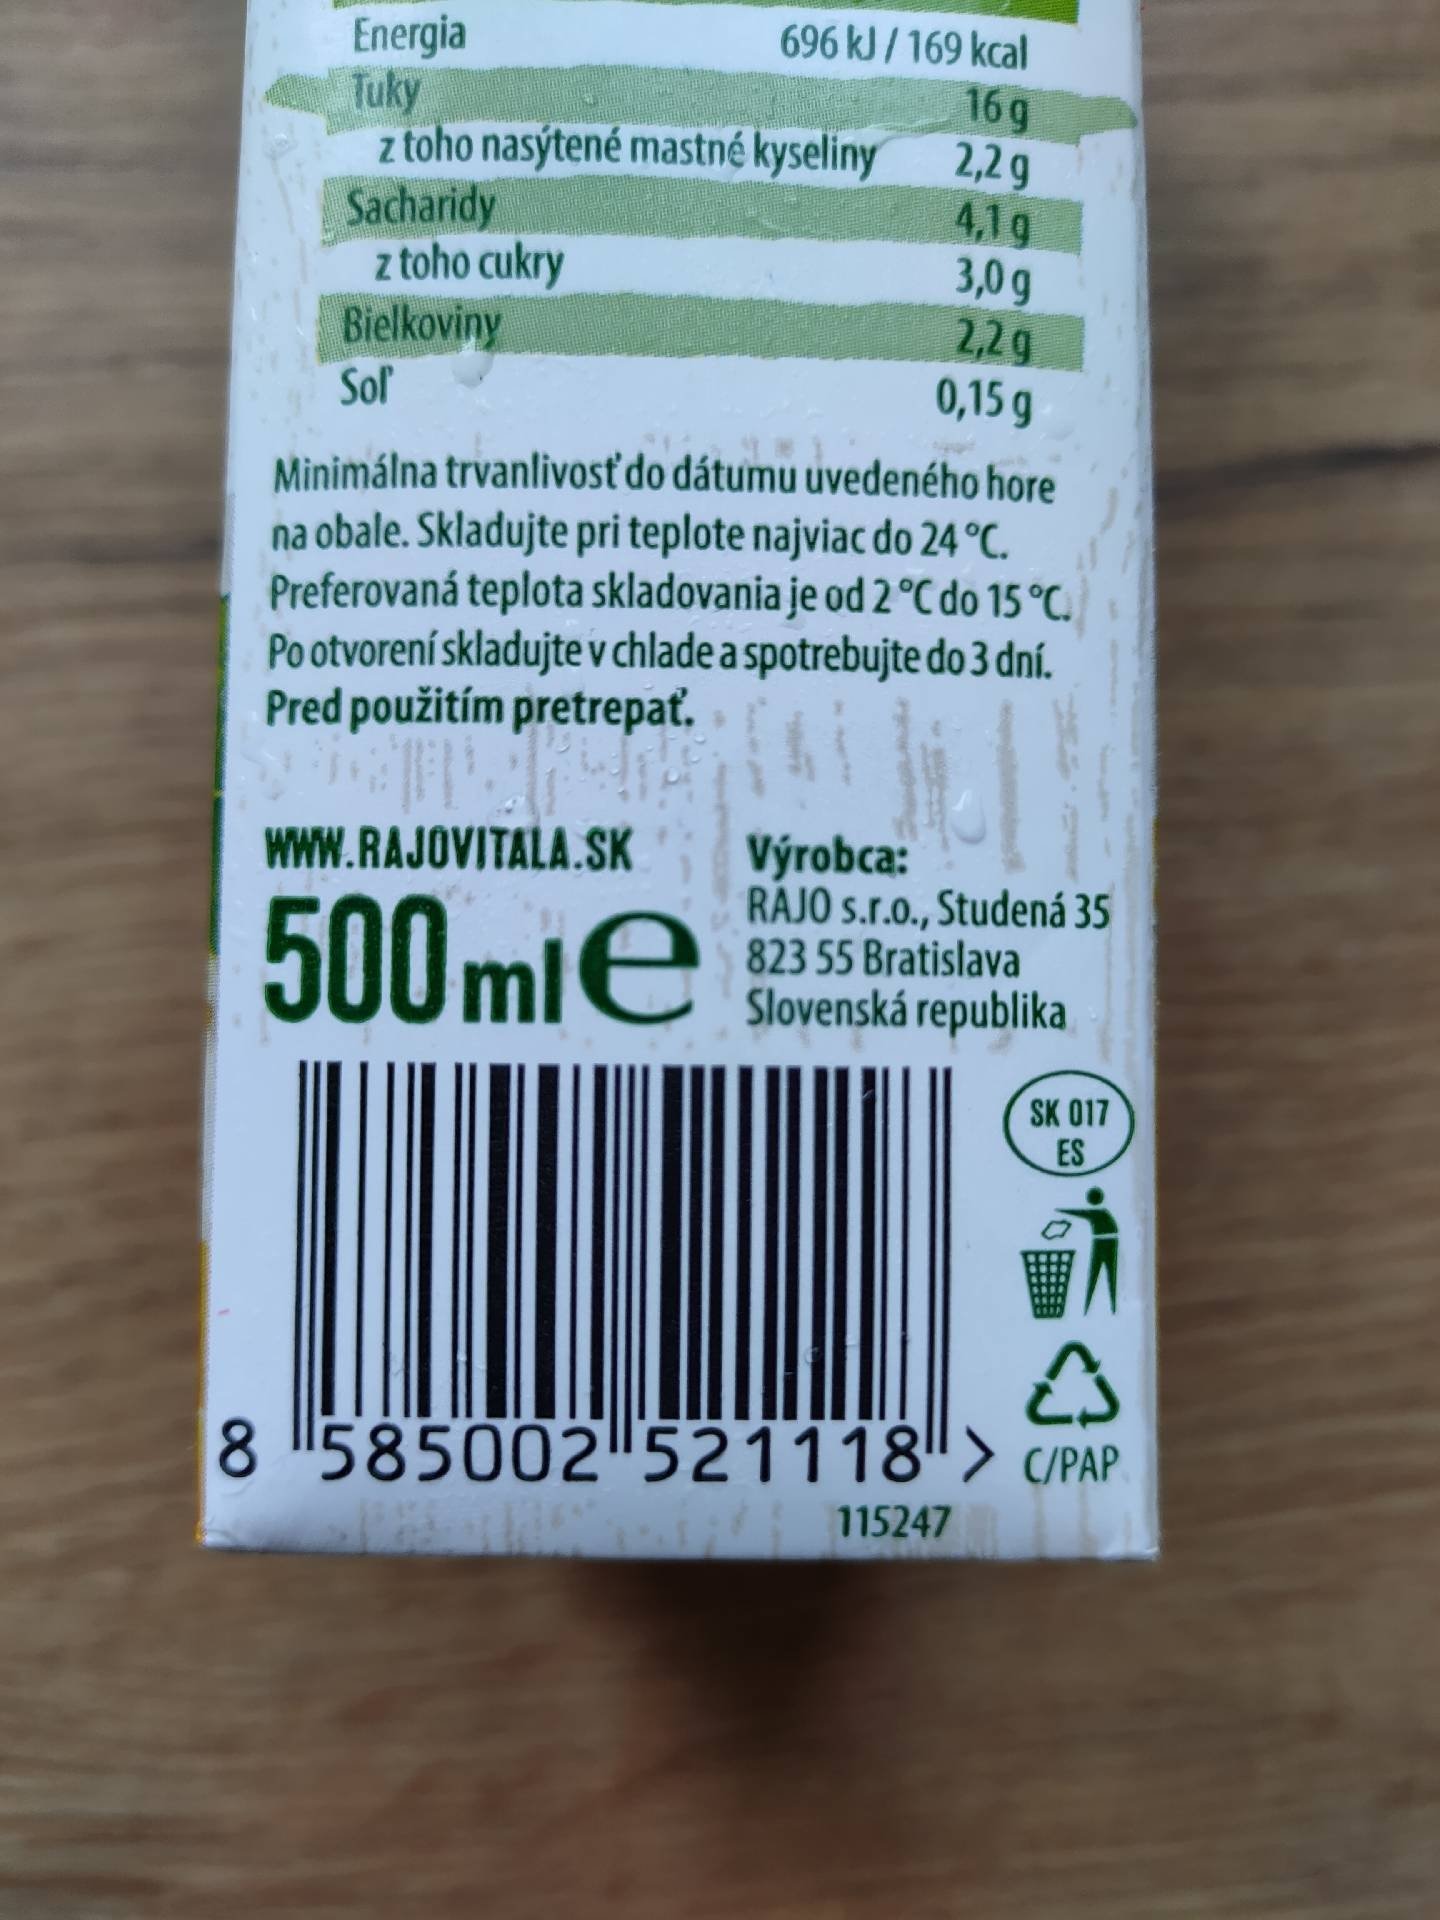 Energia 696 kJ / 169 kcal
Tuky 16 g
z toho nasýtené mastné kyseliny 2,2 g
Sacharidy 4,1 g
z toho cukry 3,0 g
Bielkoviny 2,2 g
Soľ 0,15 g
Minimálna trvanlivosť do dátumu uvedeného hore
na obale. Skladujte pri teplote najviac do 24 °C.
Preferovaná teplota skladovania je od 2 °C do 15 °C.
Po otvorení skladujte v chlade a spotrebujte do 3 dní.
Pred použitím pretrepať.
WWW.RAJOVITALA.SK
500 ml e
Výrobca:
RAJO s.r.o., Studená 35
823 55 Bratislava
Slovenská republika
SK 017
ES
8 585002 521118 >
C/PAP
115247